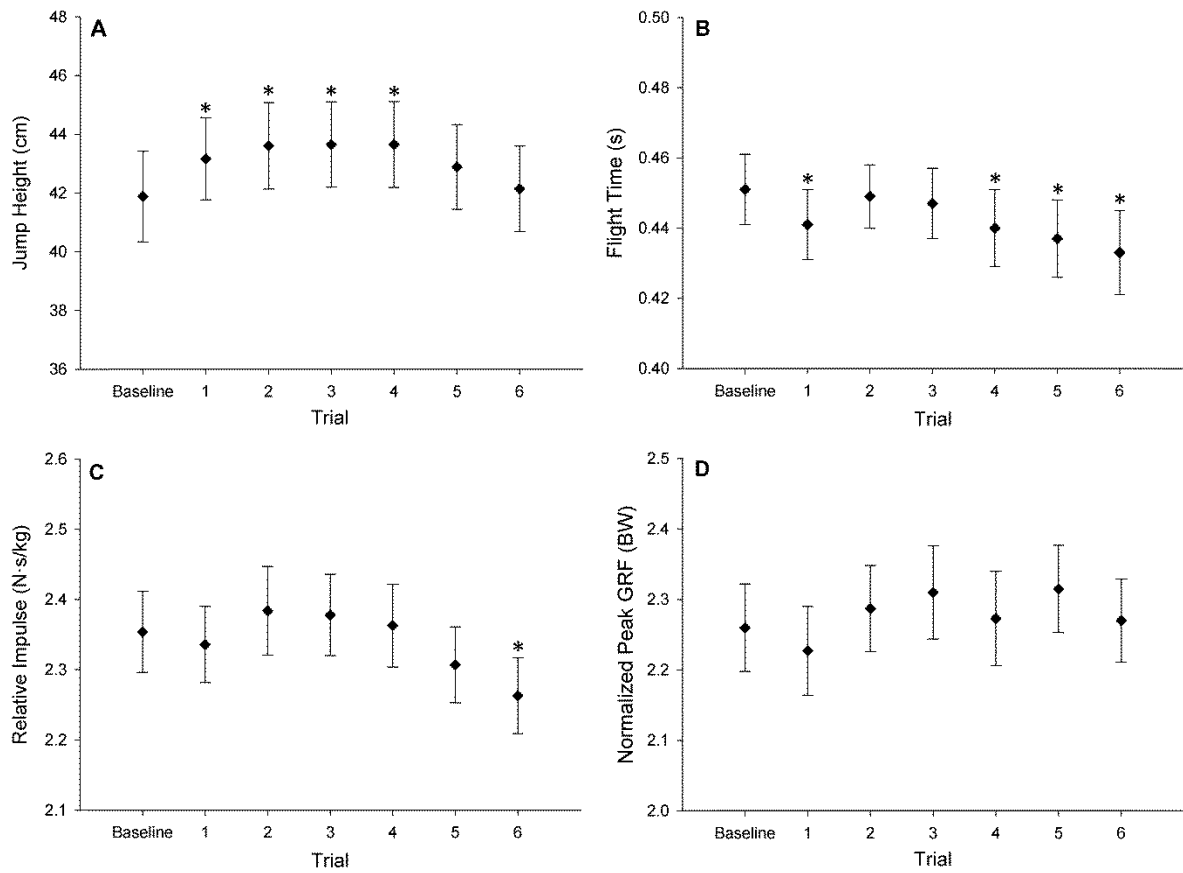 A
Jump Height (cm)
48
46
44
42
40
38
36
* * * *
Baseline 1 2 3 4 5 6
Trial
B
Flight Time (s)
0.50
0.48
0.46
0.44
0.42
0.40
* * * *
Baseline 1 2 3 4 5 6
Trial
C
Relative Impulse (N·s/kg)
2.6
2.5
2.4
2.3
2.2
2.1
*
Baseline 1 2 3 4 5 6
Trial
D
Normalized Peak GRF (BW)
2.5
2.4
2.3
2.2
2.1
2.0
Baseline 1 2 3 4 5 6
Trial